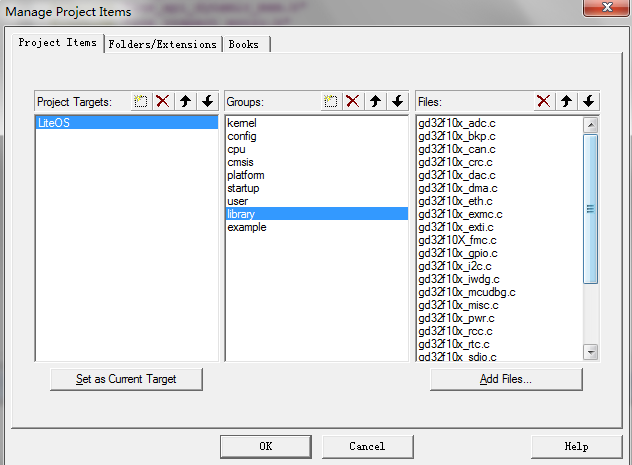 Manage Project Items
Project Items
Folders/Extensions
Books
Project Targets:
Groups:
Files:
LiteOS
kernel
config
cpu
cmsis
platform
startup
user
library
example
gd32f10x_adc.c
gd32f10x_bkp.c
gd32f10x_can.c
gd32f10x_crc.c
gd32f10x_dac.c
gd32f10x_dma.c
gd32f10x_eth.c
gd32f10x_exmc.c
gd32f10x_exti.c
gd32f10X_fmc.c
gd32f10x_gpio.c
gd32f10x_i2c.c
gd32f10x_iwdg.c
gd32f10x_mcudbg.c
gd32f10x_misc.c
gd32f10x_pwr.c
gd32f10x_rcc.c
gd32f10x_rtc.c
gd32f10x_sdio.c
Set as Current Target
Add Files...
OK
Cancel
Help